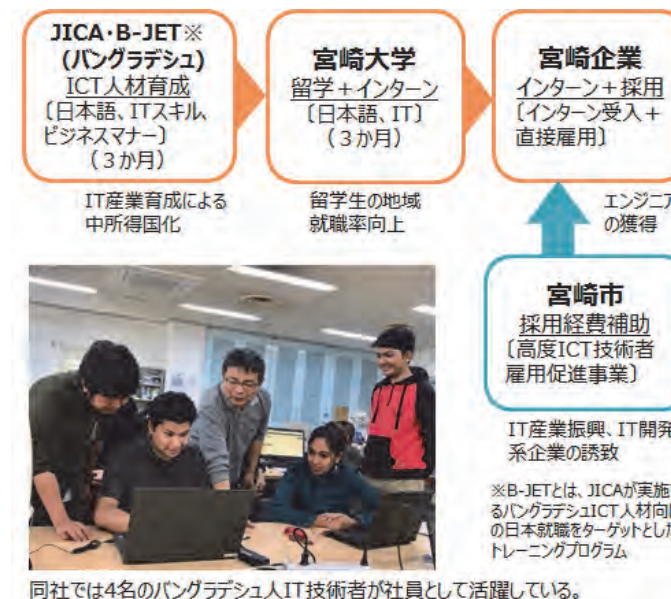 JICA・B-JET※
(バングラデシュ)
ICT人材育成
〔日本語、ITスキル、
ビジネスマナー〕
（３か月）
IT産業育成による
中所得国化
宮崎大学
留学＋インターン
〔日本語、IT〕
（３か月）
留学生の地域
就職率向上
宮崎企業
インターン＋採用
〔インターン受入＋
直接雇用〕
エンジニア
の獲得
宮崎市
採用経費補助
〔高度ICT技術者
雇用促進事業〕
IT産業振興、IT開発
系企業の誘致
※B-JETとは、JICAが実施
るバングラデシュICT人材向
の日本就職をターゲットとした
トレーニングプログラム
同社では4名のバングラデシュ人IT技術者が社員として活躍している。